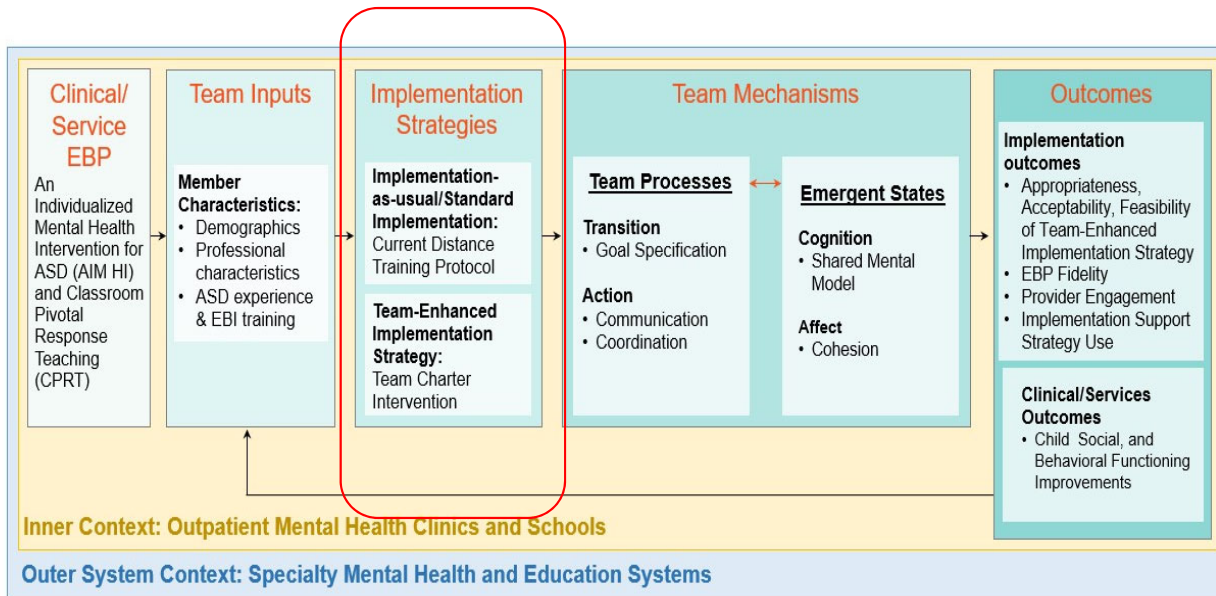 Clinical/
Service
EBP
An
Individualized
Mental Health
Intervention for
ASD (AIM HI)
and Classroom
Pivotal
Response
Teaching
(CPRT)
Team Inputs
Member
Characteristics:
• Demographics
• Professional
characteristics
• ASD experience
& EBI training
Implementation
Strategies
Implementation-
as-usual/Standard
Implementation:
Current Distance
Training Protocol
Team-Enhanced
Implementation
Strategy:
Team Charter
Intervention
Team Mechanisms
Team Processes
Transition
• Goal Specification
Action
• Communication
• Coordination
Emergent States
Cognition
• Shared Mental
Model
Affect
• Cohesion
Outcomes
Implementation
outcomes
• Appropriateness,
Acceptability, Feasibility
of Team-Enhanced
Implementation Strategy
• EBP Fidelity
• Provider Engagement
• Implementation Support
Strategy Use
Clinical/Services
Outcomes
• Child Social, and
Behavioral Functioning
Improvements
Inner Context: Outpatient Mental Health Clinics and Schools
Outer System Context: Specialty Mental Health and Education Systems